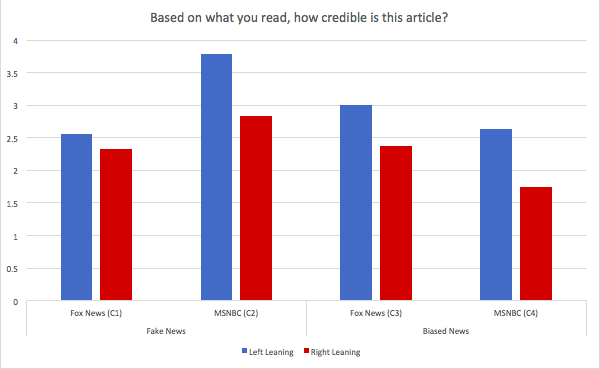 Based on what you read, how credible is this article?
4
3.5
3
2.5
2
1.5
1
0.5
0
Fox News (C1) MSNBC (C2) Fox News (C3) MSNBC (C4)
Fake News Biased News
Left Leaning Right Leaning